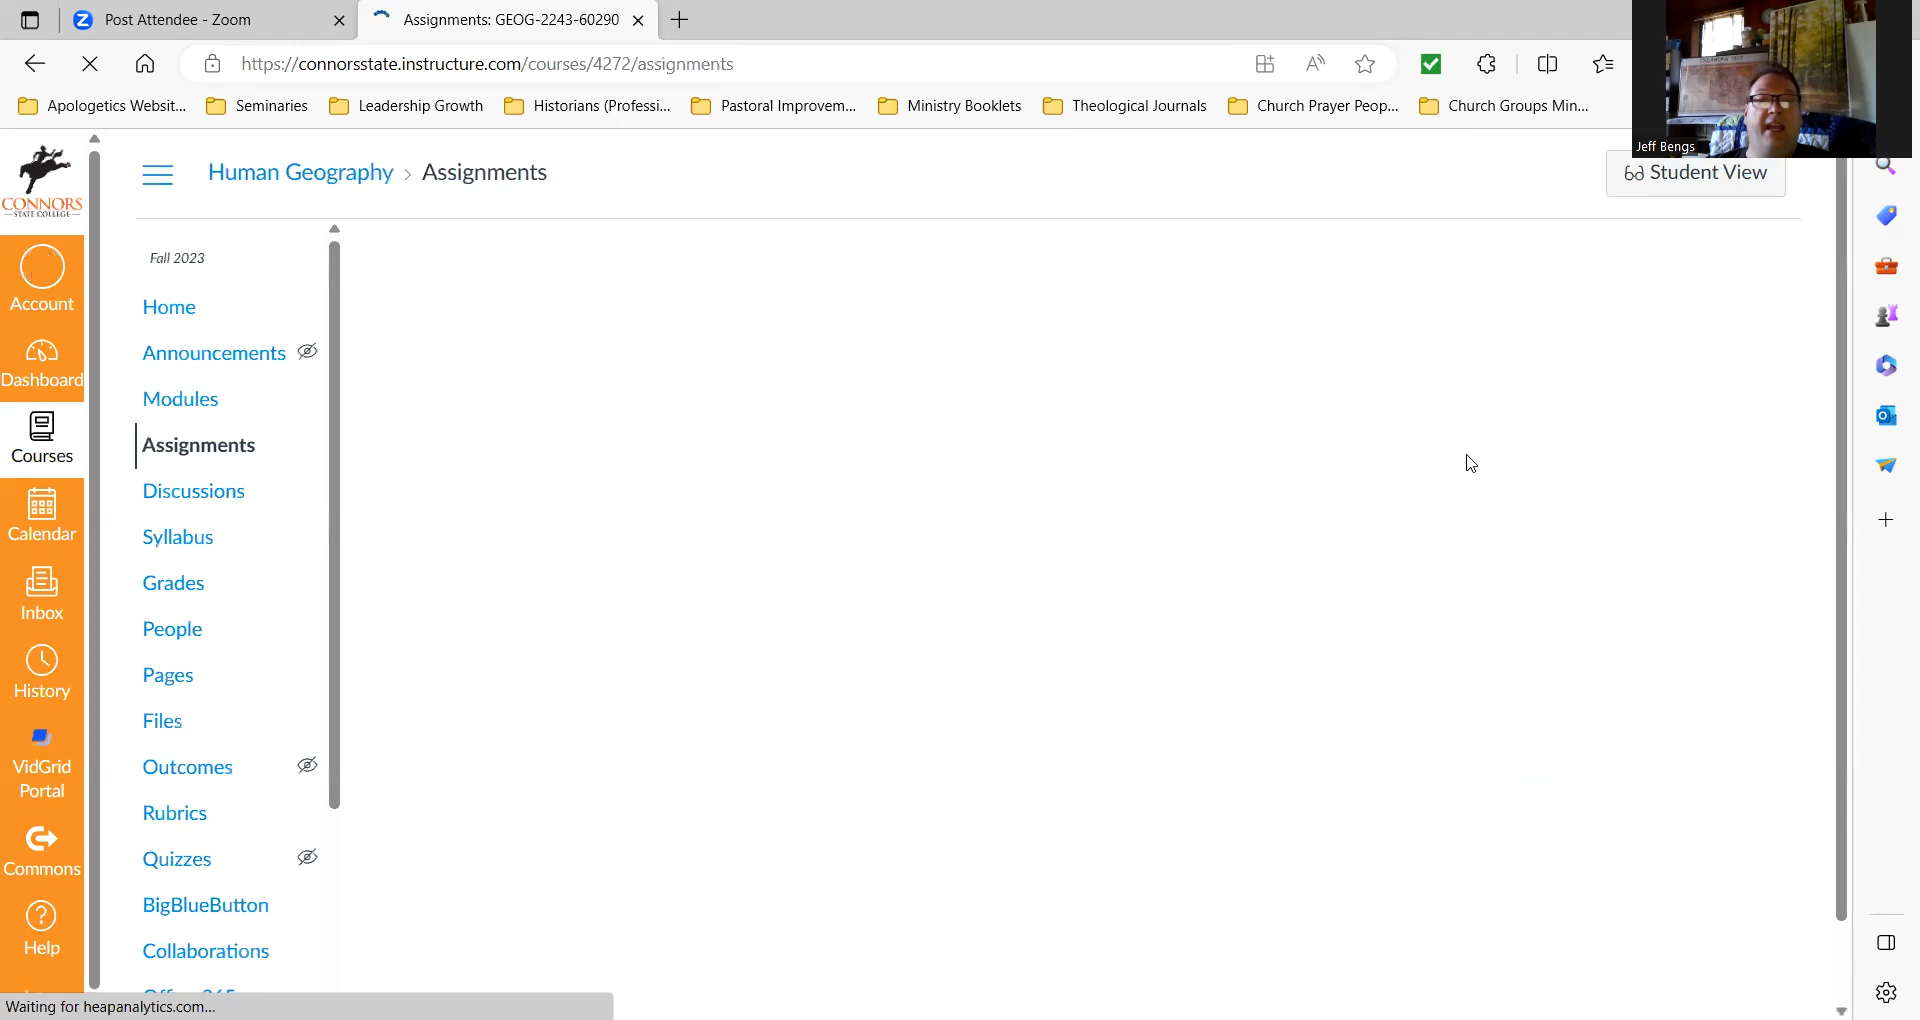 Post Attendee - Zoom
Assignments: GEOG-2243-60290
https://connorsstate.instructure.com/courses/4272/assignments
Apologetics Websit...
Seminaries
Leadership Growth
Historians (Professi...
Pastoral Improvem...
Ministry Booklets
Theological Journals
Church Prayer Peop...
Church Groups Min...
Jeff Bengs
CONNORS
STATE COLLEGE
Human Geography > Assignments
Student View
Account
Dashboard
Courses
Calendar
Inbox
History
VidGrid
Portal
Commons
Help
Fall 2023
Home
Announcements
Modules
Assignments
Discussions
Syllabus
Grades
People
Pages
Files
Outcomes
Rubrics
Quizzes
BigBlueButton
Collaborations
Waiting for heapanalytics.com...